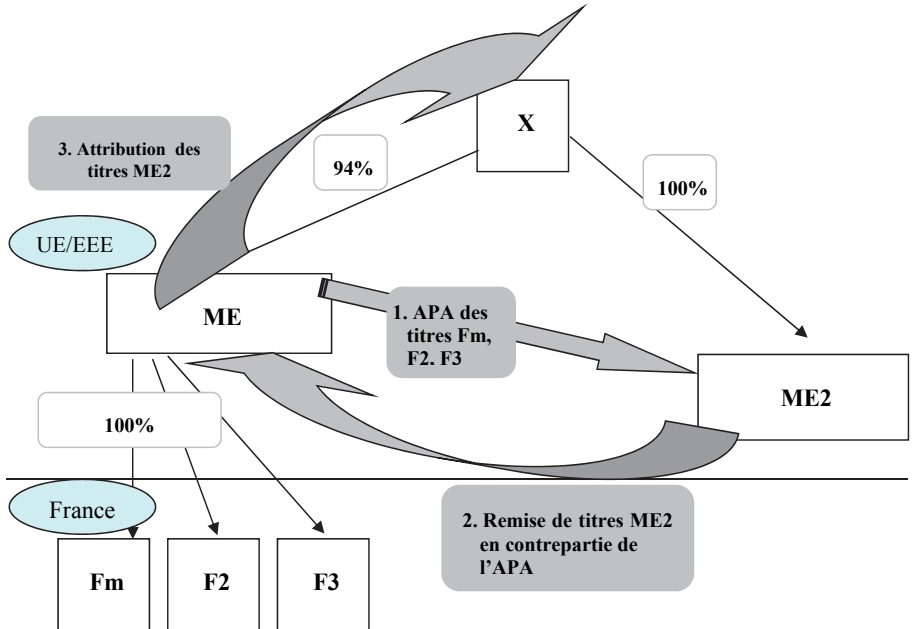 X
3. Attribution des
titres ME2
94%
100%
UE/EEE
ME
1. APA des
titres Fm,
F2, F3
ME2
100%
France
2. Remise de titres ME2
en contrepartie de
l’APA
Fm
F2
F3